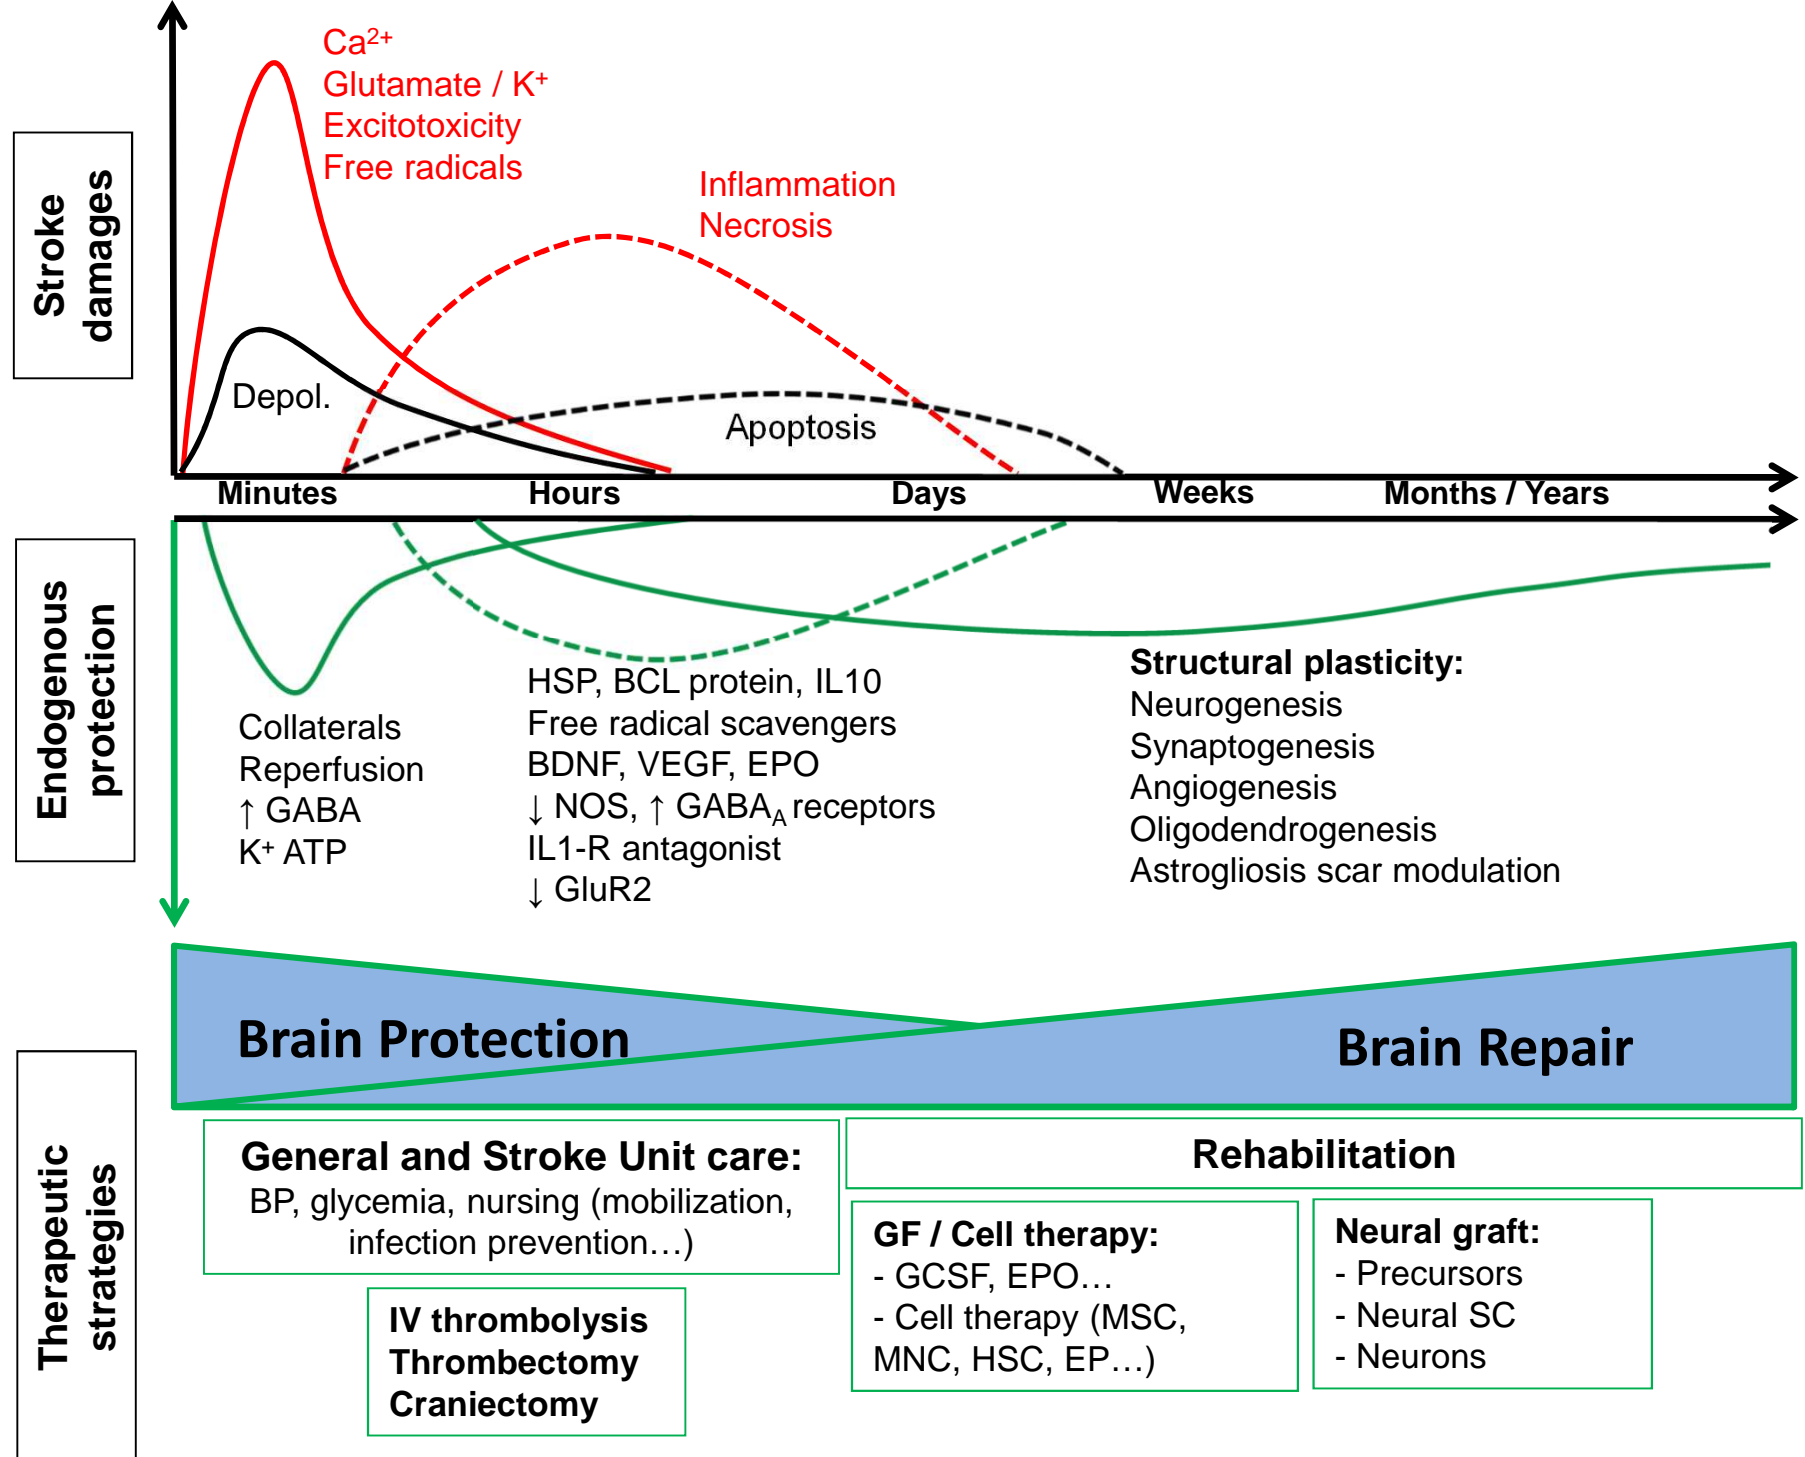 Stroke
damages
Ca²⁺
Glutamate / K⁺
Excitotoxicity
Free radicals
Inflammation
Necrosis
Depol.
Apoptosis
Minutes
Hours
Days
Weeks
Months / Years
Endogenous
protection
Collaterals
Reperfusion
↑ GABA
K⁺ ATP
HSP, BCL protein, IL10
Free radical scavengers
BDNF, VEGF, EPO
↓ NOS, ↑ GABA_A receptors
IL1-R antagonist
↓ GluR2
Structural plasticity:
Neurogenesis
Synaptogenesis
Angiogenesis
Oligodendrogenesis
Astrogliosis scar modulation
Brain Protection
Brain Repair
Therapeutic
strategies
General and Stroke Unit care:
BP, glycemia, nursing (mobilization,
infection prevention…)
IV thrombolysis
Thrombectomy
Craniectomy
Rehabilitation
GF / Cell therapy:
- GCSF, EPO…
- Cell therapy (MSC,
MNC, HSC, EP…)
Neural graft:
- Precursors
- Neural SC
- Neurons